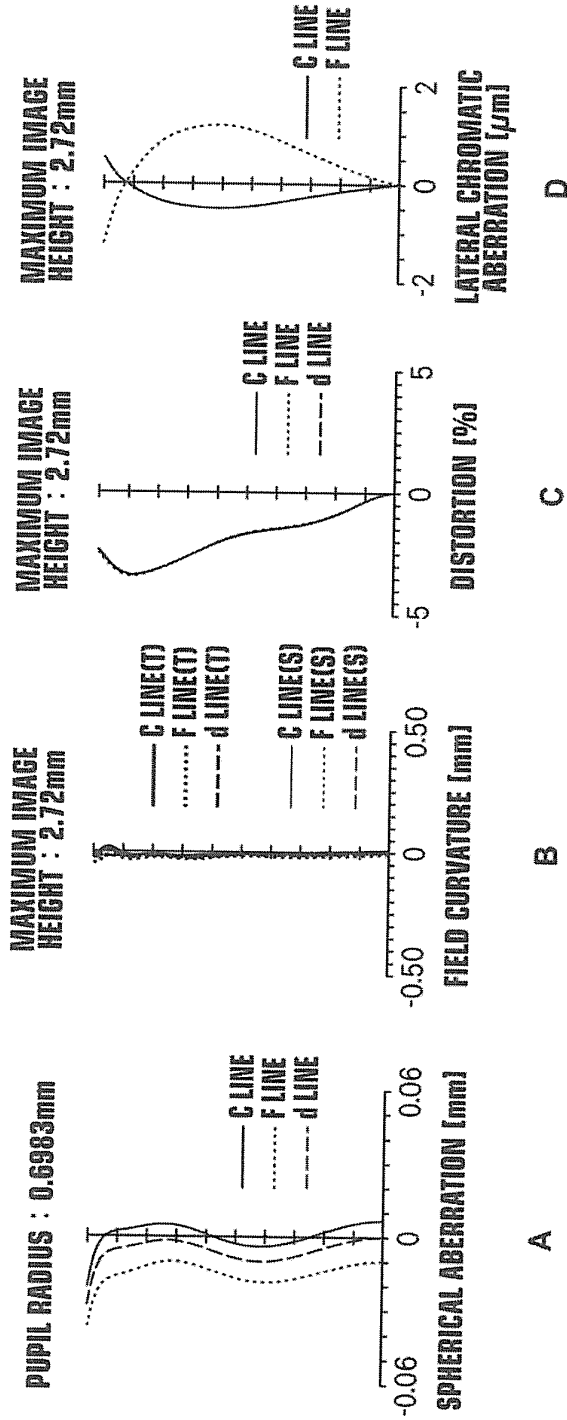 PUPIL RADIUS : 0.6983mm
C LINE
F LINE
d LINE
-0.06
0
0.06
SPHERICAL ABERRATION [mm]
A
MAXIMUM IMAGE
HEIGHT : 2.72mm
C LINE(T)
F LINE(T)
d LINE(T)
C LINE(S)
F LINE(S)
d LINE(S)
-0.50
0
0.50
FIELD CURVATURE [mm]
B
MAXIMUM IMAGE
HEIGHT : 2.72mm
C LINE
F LINE
d LINE
-5
0
5
DISTORTION [%]
C
MAXIMUM IMAGE
HEIGHT : 2.72mm
C LINE
F LINE
-2
0
2
LATERAL CHROMATIC
ABERRATION [μm]
D